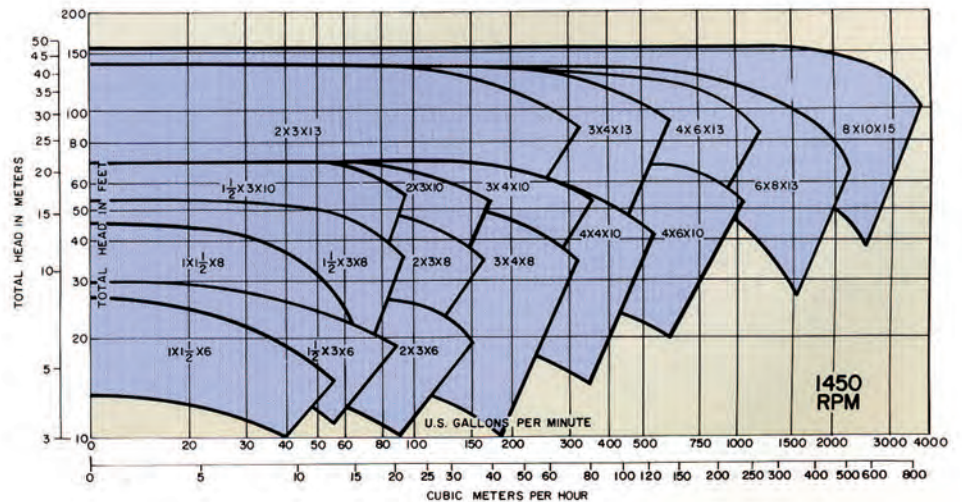 200
50
45
150
40
35
30
100
2X3X13
3X4X13
4X6X13
8X10X15
80
20
1½X3X10
2X3X10
3X4X10
6X8X13
60
15
50
4X4X10
4X6X10
40
1X1½X8
1½X3X8
2X3X8
3X4X8
10
30
20
1X1½X6
1½X3X6
2X3X6
5
1450
RPM
U.S. GALLONS PER MINUTE
3
10
TOTAL HEAD IN METERS
TOTAL HEAD IN FEET
0 20 30 40 50 60 80 100 150 200 300 400 500 750 1000 1500 2000 3000 4000
0 5 10 15 20 25 30 40 50 60 80 100 120 150 200 250 300 400 500 600 800
CUBIC METERS PER HOUR